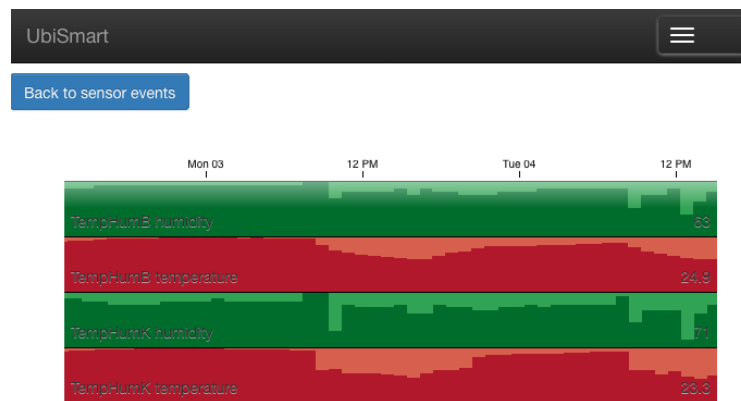 UbiSmart
Back to sensor events
Mon 03 12 PM Tue 04 12 PM
TempHumB humidity 63
TempHumB temperature 24.9
TempHumK humidity 71
TempHumK temperature 23.3